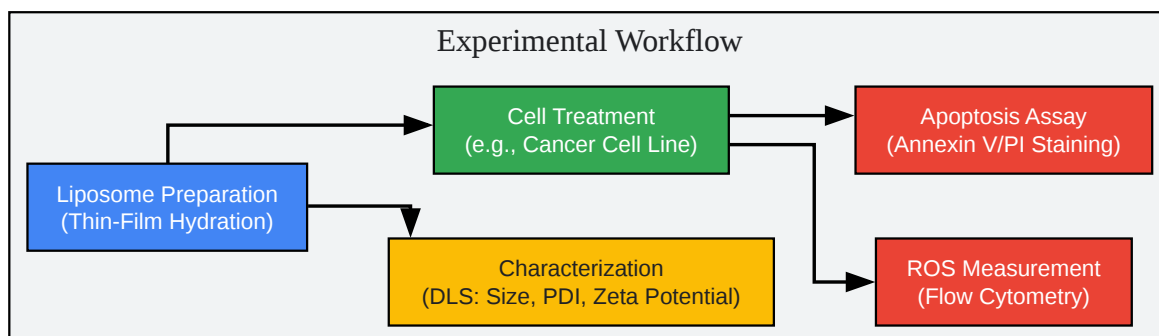 Experimental Workflow
Cell Treatment
(e.g., Cancer Cell Line)
Apoptosis Assay
(Annexin V/PI Staining)
Liposome Preparation
(Thin-Film Hydration)
Characterization
(DLS: Size, PDI, Zeta Potential)
ROS Measurement
(Flow Cytometry)